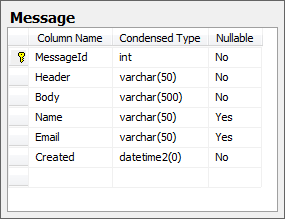 Message
Column Name Condensed Type Nullable
MessageId int No
Header varchar(50) No
Body varchar(500) No
Name varchar(50) Yes
Email varchar(50) Yes
Created datetime2(0) No